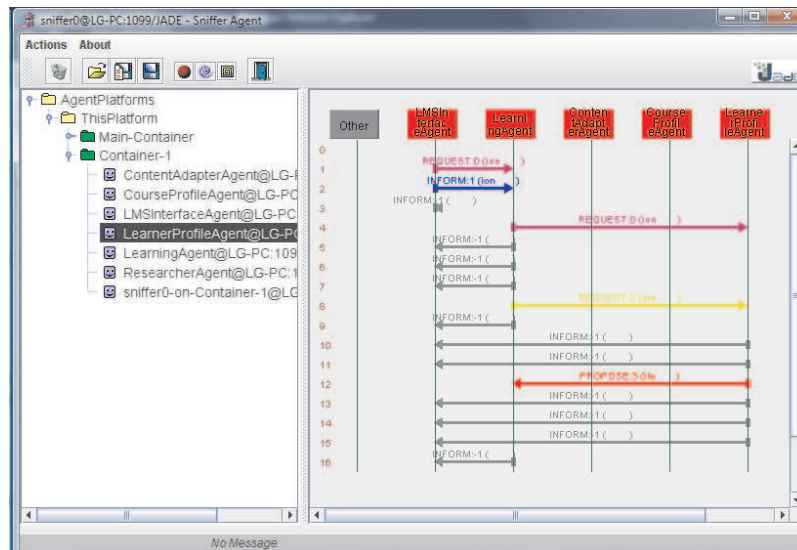 sniffer0@LG-PC:1099/JADE - Sniffer Agent
Actions About
Jade
AgentPlatforms
ThisPlatform
Main-Container
Container-1
ContentAdapterAgent@LG-
CourseProfileAgent@LG-PC
LMSInterfaceAgent@LG-PC
LearnerProfileAgent@LG-PC
LearningAgent@LG-PC:109
ResearcherAgent@LG-PC:1
sniffer0-on-Container-1@LG
Other
LMSIn
terfac
eAgent
Learni
ngAgent
Conten
tAdapt
erAgent
Course
Profil
eAgent
Learne
rProfi
leAgent
0
1 REQUEST:0 (ion )
2 INFORM:1 (ion )
3 INFORM:-1 ( )
4 REQUEST:0 (ion )
5 INFORM:-1 (
6 INFORM:-1 (
7 INFORM:-1 (
8 REQUEST:2 ( )
9 INFORM:-1 (
10 INFORM:-1 ( )
11 INFORM:-1 ( )
12 PROPOSE:3 ( )
13 INFORM:-1 ( )
14 INFORM:-1 ( )
15 INFORM:-1 ( )
16 INFORM:-1 (
No Message